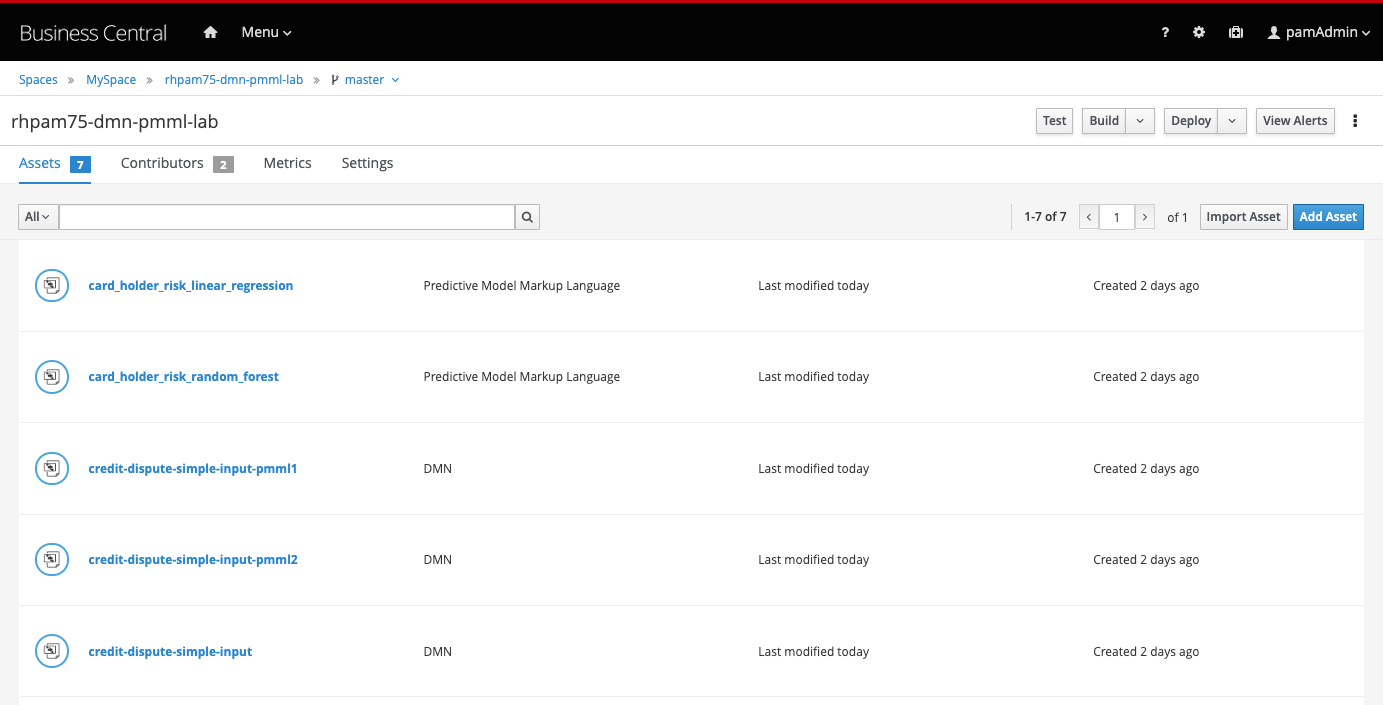 Business Central Menu ? pamAdmin
Spaces » MySpace » rhpam75-dmn-pmml-lab » master
rhpam75-dmn-pmml-lab Test Build Deploy View Alerts
Assets 7 Contributors 2 Metrics Settings
All 1-7 of 7 < 1 > of 1 Import Asset Add Asset
card_holder_risk_linear_regression Predictive Model Markup Language Last modified today Created 2 days ago
card_holder_risk_random_forest Predictive Model Markup Language Last modified today Created 2 days ago
credit-dispute-simple-input-pmml1 DMN Last modified today Created 2 days ago
credit-dispute-simple-input-pmml2 DMN Last modified today Created 2 days ago
credit-dispute-simple-input DMN Last modified today Created 2 days ago